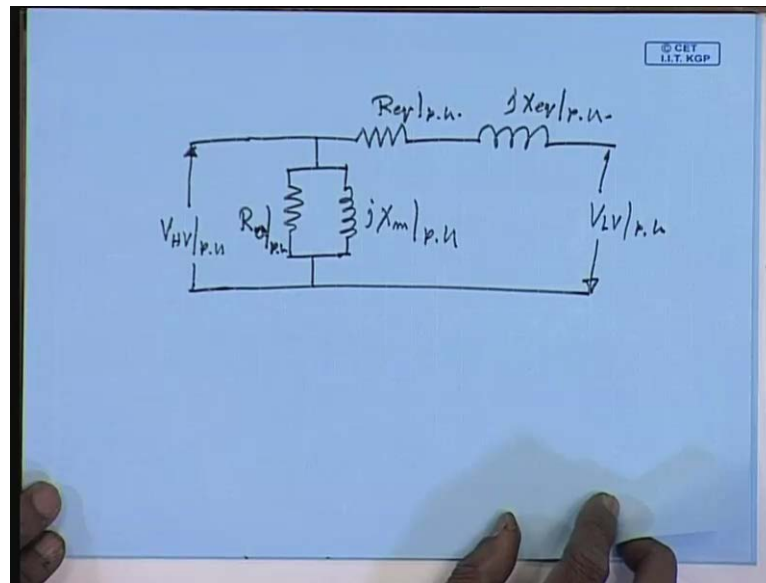 © CET
I.I.T. KGP
Req|p.u.
jXeq|p.u.
VHV|p.u
jXm|p.u
VLV|p.u.